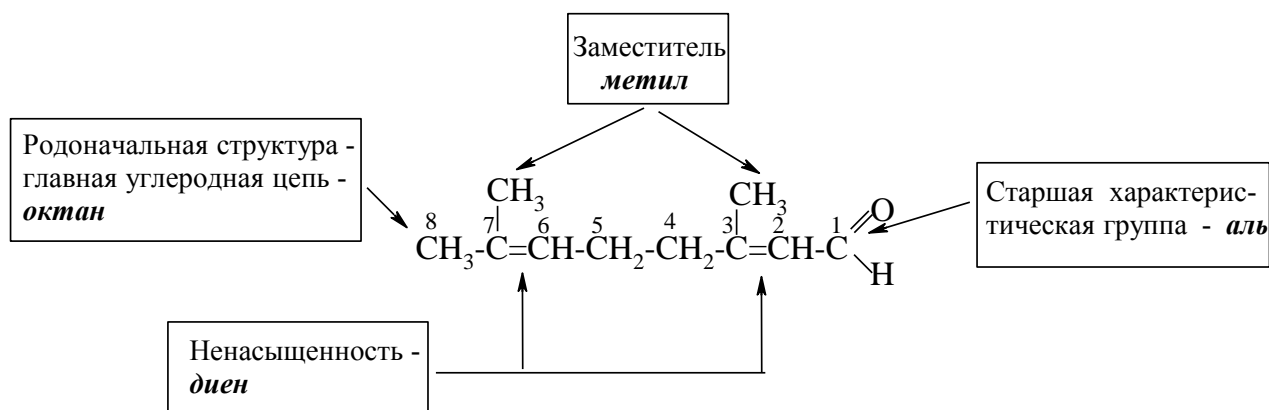 Заместитель
метил
Родоначальная структура -
главная углеродная цепь -
октан
Старшая характерис-
тическая группа - аль
CH₃ CH₃ O
8 7 6 5 4 3 2 1
CH₃-C=CH-CH₂-CH₂-C=CH-C
H
Ненасыщенность -
диен